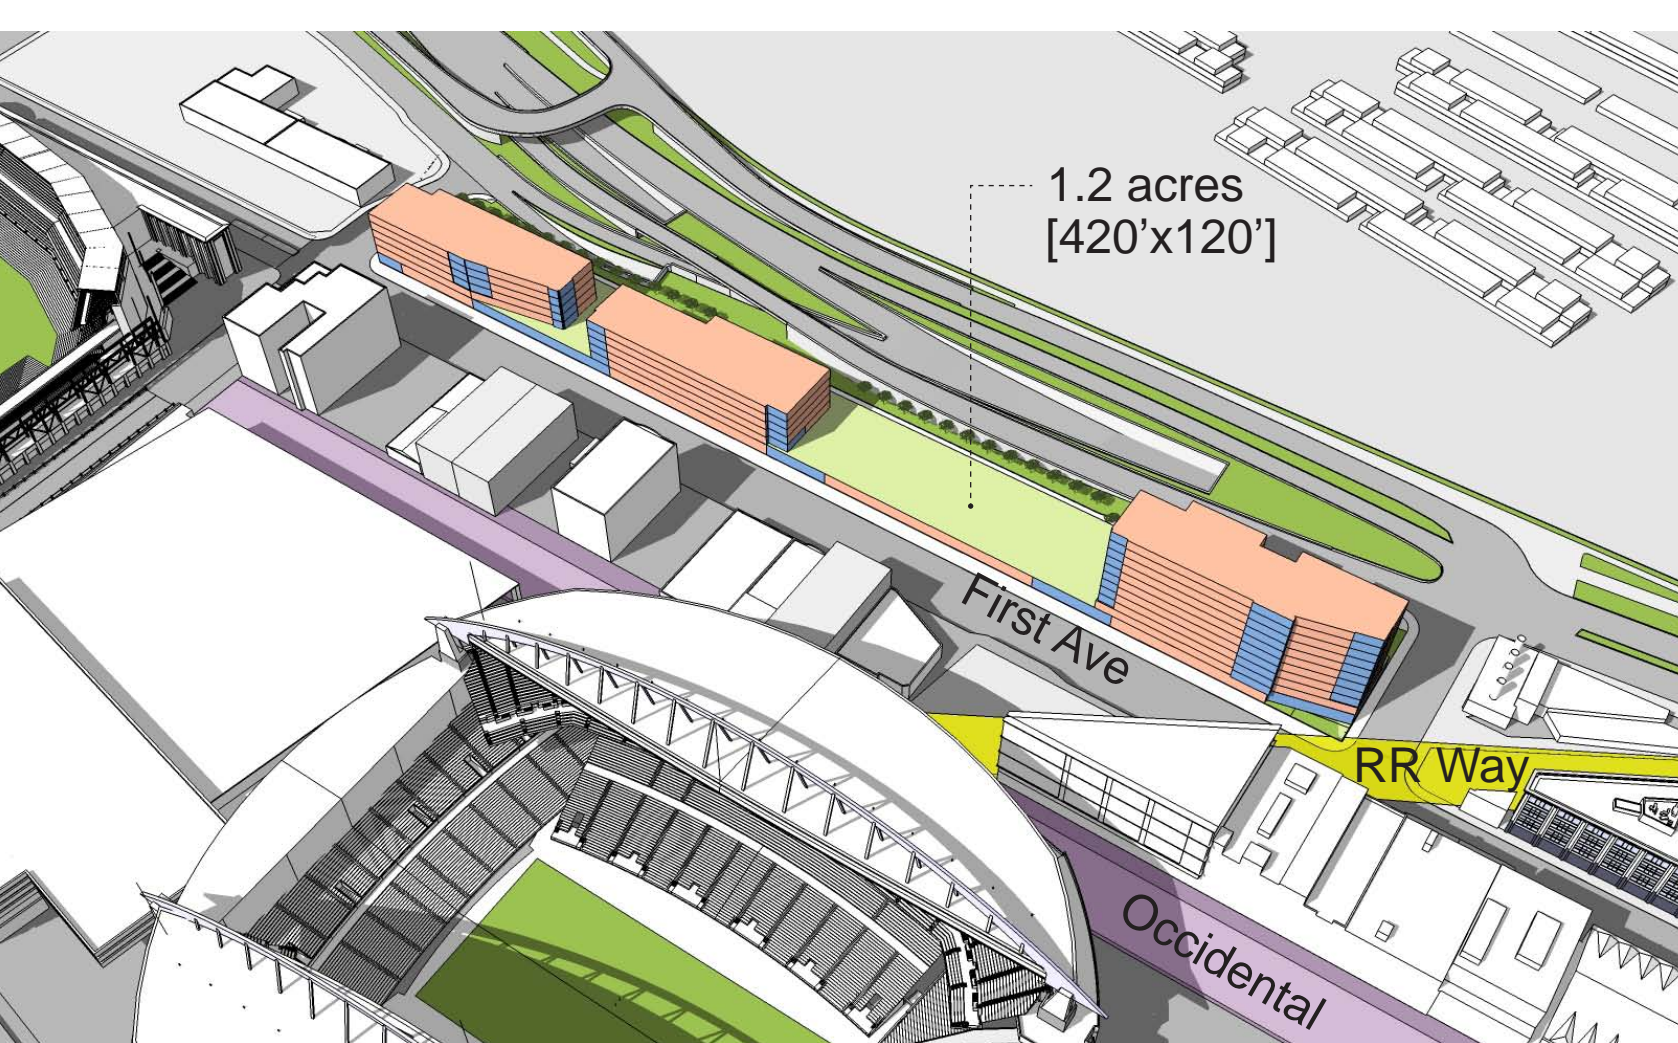 1.2 acres
[420'x120']
First Ave
RR Way
Occidental